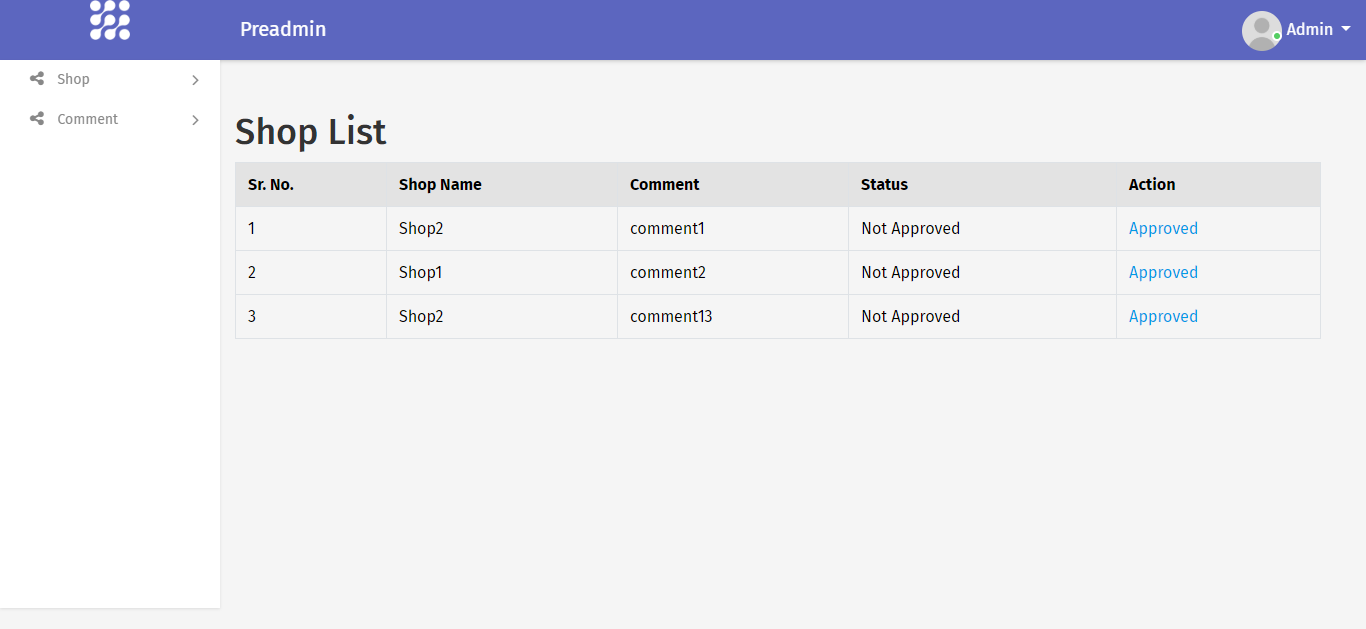 Preadmin
Admin
Shop
Comment
Shop List
Sr. No. Shop Name Comment Status Action
1 Shop2 comment1 Not Approved Approved
2 Shop1 comment2 Not Approved Approved
3 Shop2 comment13 Not Approved Approved